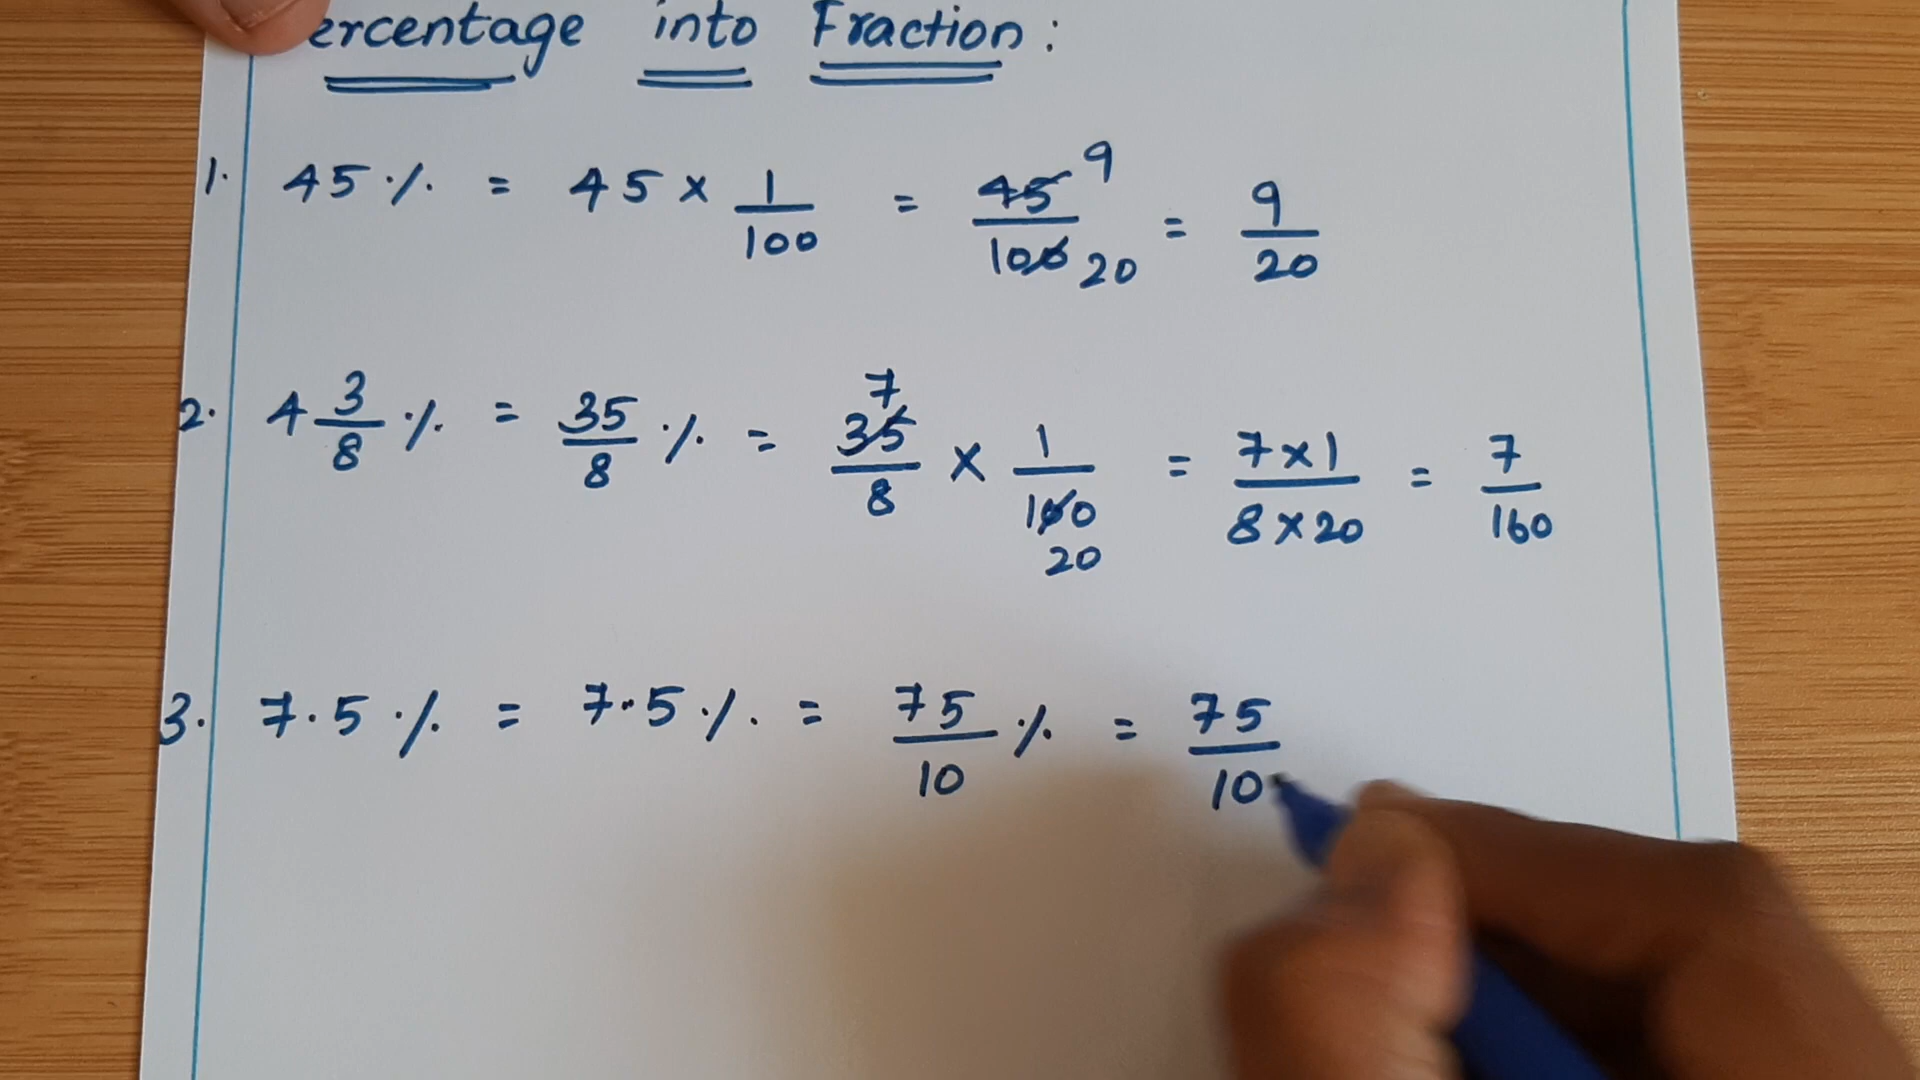 ercentage into Fraction:
1. 45% = 45 × 1/100 = 45/100 9 20 = 9/20
2. 4 3/8 % = 35/8 % = 7 35/8 × 1/100 20 = 7×1/8×20 = 7/160
3. 7.5% = 7.5% = 75/10 % = 75/10